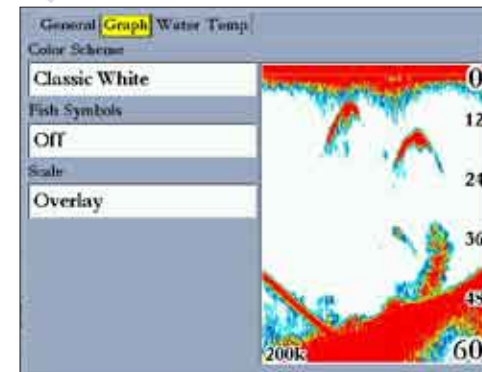 General Graph Water Temp
Color Scheme
Classic White
Fish Symbols
Off
Scale
Overlay
0
12
24
36
48
200k
60